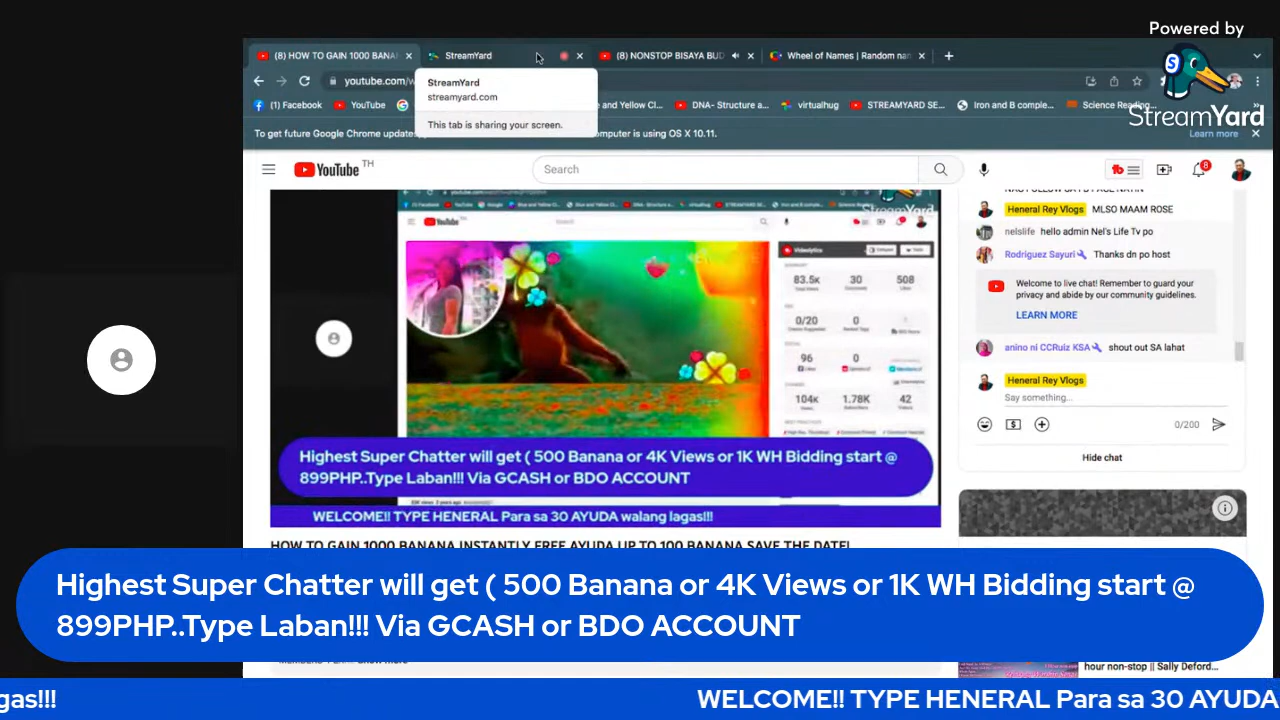 Powered by
StreamYard
(8) HOW TO GAIN 1000 BANA
StreamYard
(8) NONSTOP BISAYA BUD
Wheel of Names | Random nam
youtube.com/w
StreamYard
streamyard.com
This tab is sharing your screen.
(1) Facebook
YouTube
e and Yellow Cl...
DNA- Structure a...
virtualhug
STREAMYARD SE...
Iron and B comple...
Science Reading...
To get future Google Chrome updates,
mputer is using OS X 10.11.
Learn more
YouTube TH
Search
8
Heneral Rey Vlogs MLSO MAAM ROSE
nelslife hello admin Nel's Life Tv po
Rodriguez Sayuri Thanks dn po host
Welcome to live chat! Remember to guard your
privacy and abide by our community guidelines.
LEARN MORE
anino ni CCRuiz KSA shout out SA lahat
Heneral Rey Vlogs
Say something...
0/200
Hide chat
YouTube
Search
Videolytics
83.5k
30
508
0/20
0
96
0
104k
1.78K
42
Highest Super Chatter will get ( 500 Banana or 4K Views or 1K WH Bidding start @
899PHP..Type Laban!!! Via GCASH or BDO ACCOUNT
WELCOME!! TYPE HENERAL Para sa 30 AYUDA walang lagas!!!
HOW TO GAIN 1000 BANANA INSTANTLY FREE AYUDA UP TO 100 BANANA SAVE THE DATE!
Highest Super Chatter will get ( 500 Banana or 4K Views or 1K WH Bidding start @
899PHP..Type Laban!!! Via GCASH or BDO ACCOUNT
hour non-stop || Sally Deford...
gas!!!
WELCOME!! TYPE HENERAL Para sa 30 AYUDA